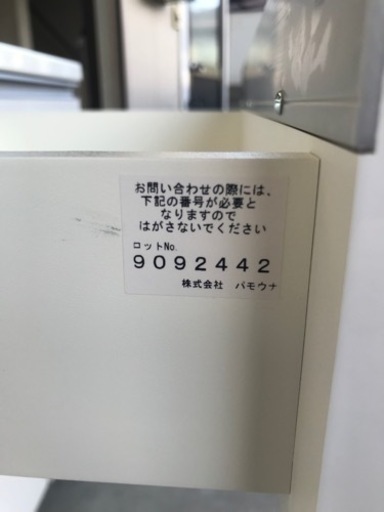 お問い合わせの際には、
下記の番号が必要と
なりますので
はがさないでください
ロットNo.
9092442
株式会社 パモウナ